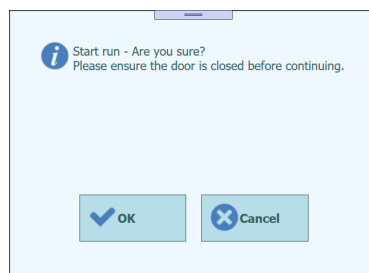 Start run - Are you sure?
Please ensure the door is closed before continuing.
OK
Cancel